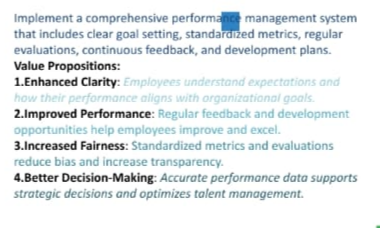 Implement a comprehensive performance management system
that includes clear goal setting, standardized metrics, regular
evaluations, continuous feedback, and development plans.
Value Propositions:
1.Enhanced Clarity: Employees understand expectations and
how their performance aligns with organizational goals.
2.Improved Performance: Regular feedback and development
opportunities help employees improve and excel.
3.Increased Fairness: Standardized metrics and evaluations
reduce bias and increase transparency.
4.Better Decision-Making: Accurate performance data supports
strategic decisions and optimizes talent management.